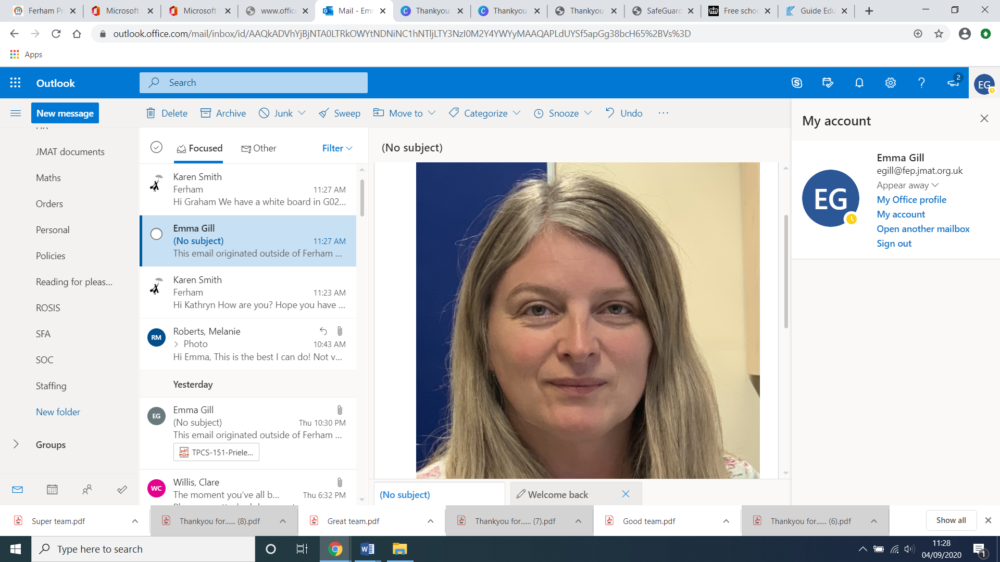 Ferham Pr
Microsoft
Microsoft
www.office
Mail - Emm
Thankyou
Thankyou
Thankyou
SafeGuard
Free schoo
Guide Edu
outlook.office.com/mail/inbox/id/AAQkADVhYjBjNTA0LTRkOWYtNDNiNC1hNTljLTY3NzI0M2Y4YWYyMAAQAPLdUYSf5apGg38bcH65%2BVs%3D
Apps
Outlook
Search
2
EG
New message
Delete
Archive
Junk
Sweep
Move to
Categorize
Snooze
Undo
HR
JMAT documents
Maths
Orders
Personal
Policies
Reading for pleas...
ROSIS
SFA
SOC
Staffing
New folder
Groups
Focused
Other
Filter
Karen Smith
Ferham 11:27 AM
Hi Graham We have a white board in G02...
Emma Gill
(No subject) 11:27 AM
This email originated outside of Ferham ...
Karen Smith
Ferham 11:23 AM
Hi Kathryn How are you? Hope you have ...
RM
Roberts, Melanie
Photo 10:43 AM
Hi Emma, This is the best I can do! Not v...
Yesterday
EG
Emma Gill
(No subject) Thu 10:30 PM
This email originated outside of Ferham ...
TPCS-151-Priele...
WC
Willis, Clare
The moment you've all b... Thu 6:32 PM
(No subject)
(No subject)
Welcome back
My account
EG
Emma Gill
egill@fep.jmat.org.uk
Appear away
My Office profile
My account
Open another mailbox
Sign out
Super team.pdf
Thankyou for...... (8).pdf
Great team.pdf
Thankyou for...... (7).pdf
Good team.pdf
Thankyou for...... (6).pdf
Show all
Type here to search
11:28
04/09/2020
1